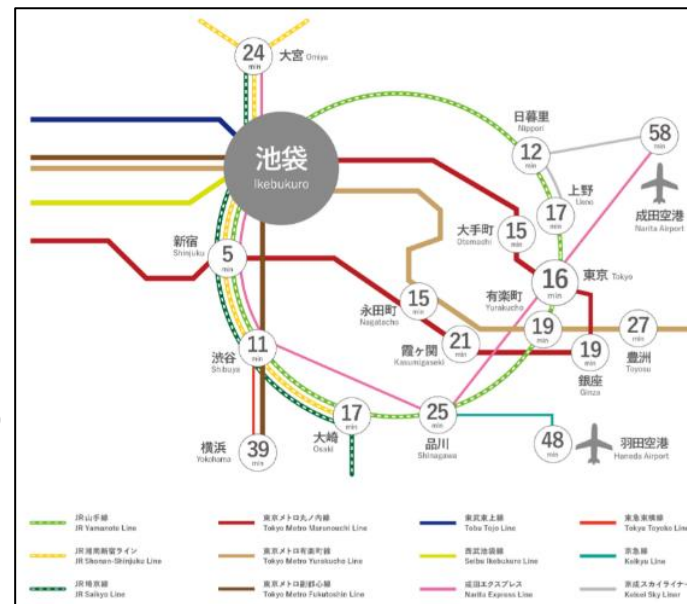 24
min
大宮 Omiya
池袋
Ikebukuro
日暮里
Nippori
12
min
58
min
成田空港
Narita Airport
上野
Ueno
17
min
大手町
Otemachi
15
min
新宿
Shinjuku
5
min
16
min
東京 Tokyo
有楽町
Yurakucho
永田町
Nagatacho
15
min
19
min
27
min
豊洲
Toyosu
霞ヶ関
Kasumigaseki
21
min
19
min
銀座
Ginza
渋谷
Shibuya
11
min
大崎
Osaki
17
min
25
min
品川
Shinagawa
横浜
Yokohama
39
min
48
min
羽田空港
Haneda Airport
JR山手線
JR Yamanote Line
東京メトロ丸ノ内線
Tokyo Metro Marunouchi Line
東武東上線
Tobu Tojo Line
東急東横線
Tokyu Toyoko Line
JR湘南新宿ライン
JR Shonan-Shinjuku Line
東京メトロ有楽町線
Tokyo Metro Yurakucho Line
西武池袋線
Seibu Ikebukuro Line
京急線
Keikyu Line
JR埼京線
JR Saikyo Line
東京メトロ副都心線
Tokyo Metro Fukutoshin Line
成田エクスプレス
Narita Express Line
京成スカイライナー
Keisei Sky Liner